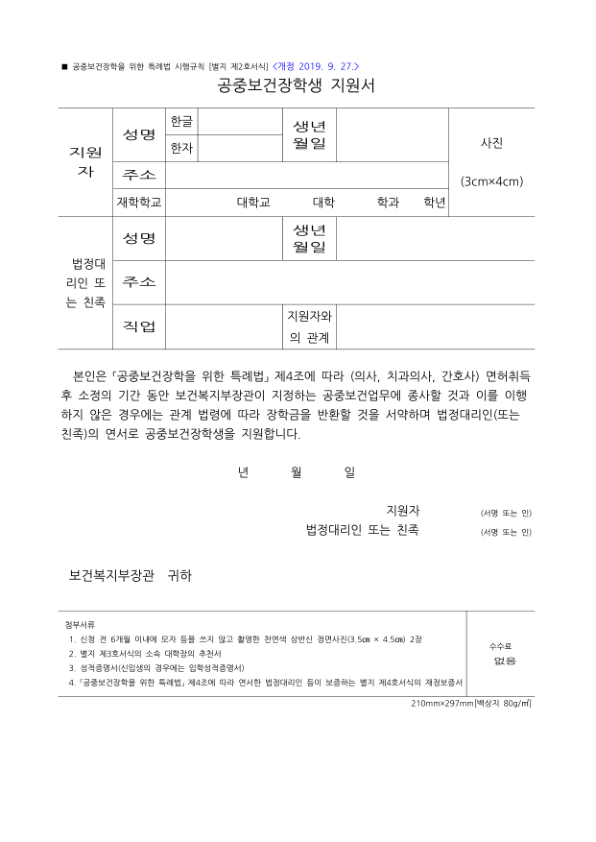 ■ 공중보건장학을 위한 특례법 시행규칙 [별지 제2호서식] <개정 2019. 9. 27.>
공중보건장학생 지원서
지원자
성명
한글
한자
생년월일
사진
(3cm×4cm)
주소
재학학교
대학교 대학 학과 학년
법정대리인 또는 친족
성명
생년월일
주소
직업
지원자와의 관계
본인은 「공중보건장학을 위한 특례법」 제4조에 따라 (의사, 치과의사, 간호사) 면허취득
후 소정의 기간 동안 보건복지부장관이 지정하는 공중보건업무에 종사할 것과 이를 이행
하지 않은 경우에는 관계 법령에 따라 장학금을 반환할 것을 서약하며 법정대리인(또는
친족)의 연서로 공중보건장학생을 지원합니다.
년 월 일
지원자 (서명 또는 인)
법정대리인 또는 친족 (서명 또는 인)
보건복지부장관 귀하
첨부서류
1. 신청 전 6개월 이내에 모자 등을 쓰지 않고 촬영한 천연색 상반신 정면사진(3.5㎝ × 4.5㎝) 2장
2. 별지 제3호서식의 소속 대학장의 추천서
3. 성적증명서(신입생의 경우에는 입학성적증명서)
4. 「공중보건장학을 위한 특례법」 제4조에 따라 연서한 법정대리인 등이 보증하는 별지 제4호서식의 재정보증서
수수료
없음
210mm×297mm[백상지 80g/㎡]